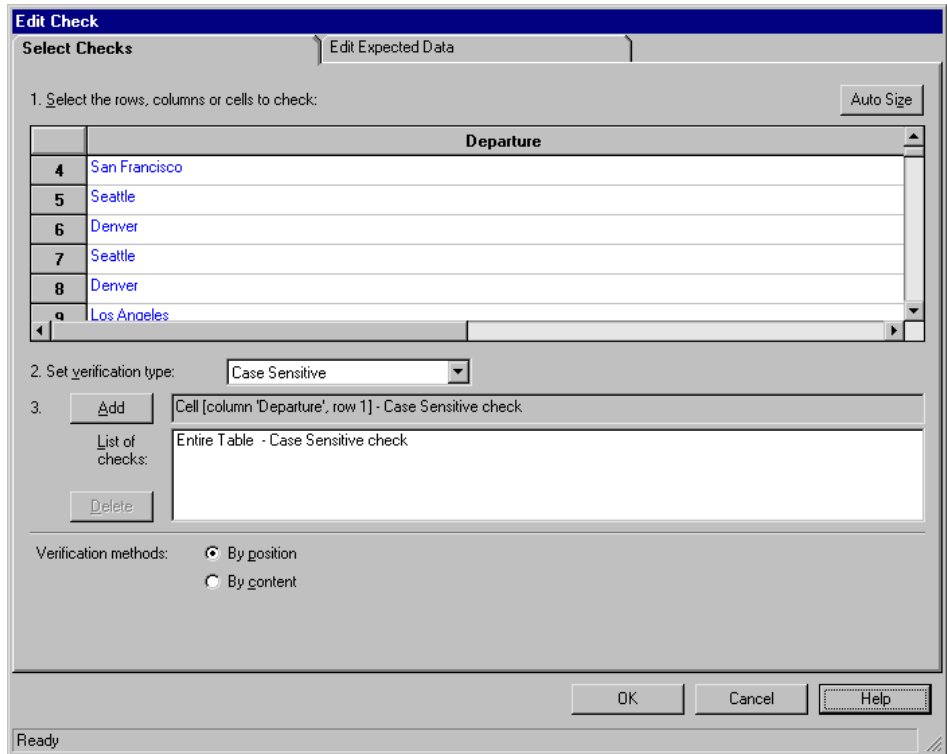 Edit Check
Select Checks Edit Expected Data
1. Select the rows, columns or cells to check: Auto Size
Departure
4 San Francisco
5 Seattle
6 Denver
7 Seattle
8 Denver
9 Los Angeles
2. Set verification type: Case Sensitive
3. Add Cell [column 'Departure', row 1] - Case Sensitive check
List of checks: Entire Table - Case Sensitive check
Delete
Verification methods: By position
By content
OK Cancel Help
Ready